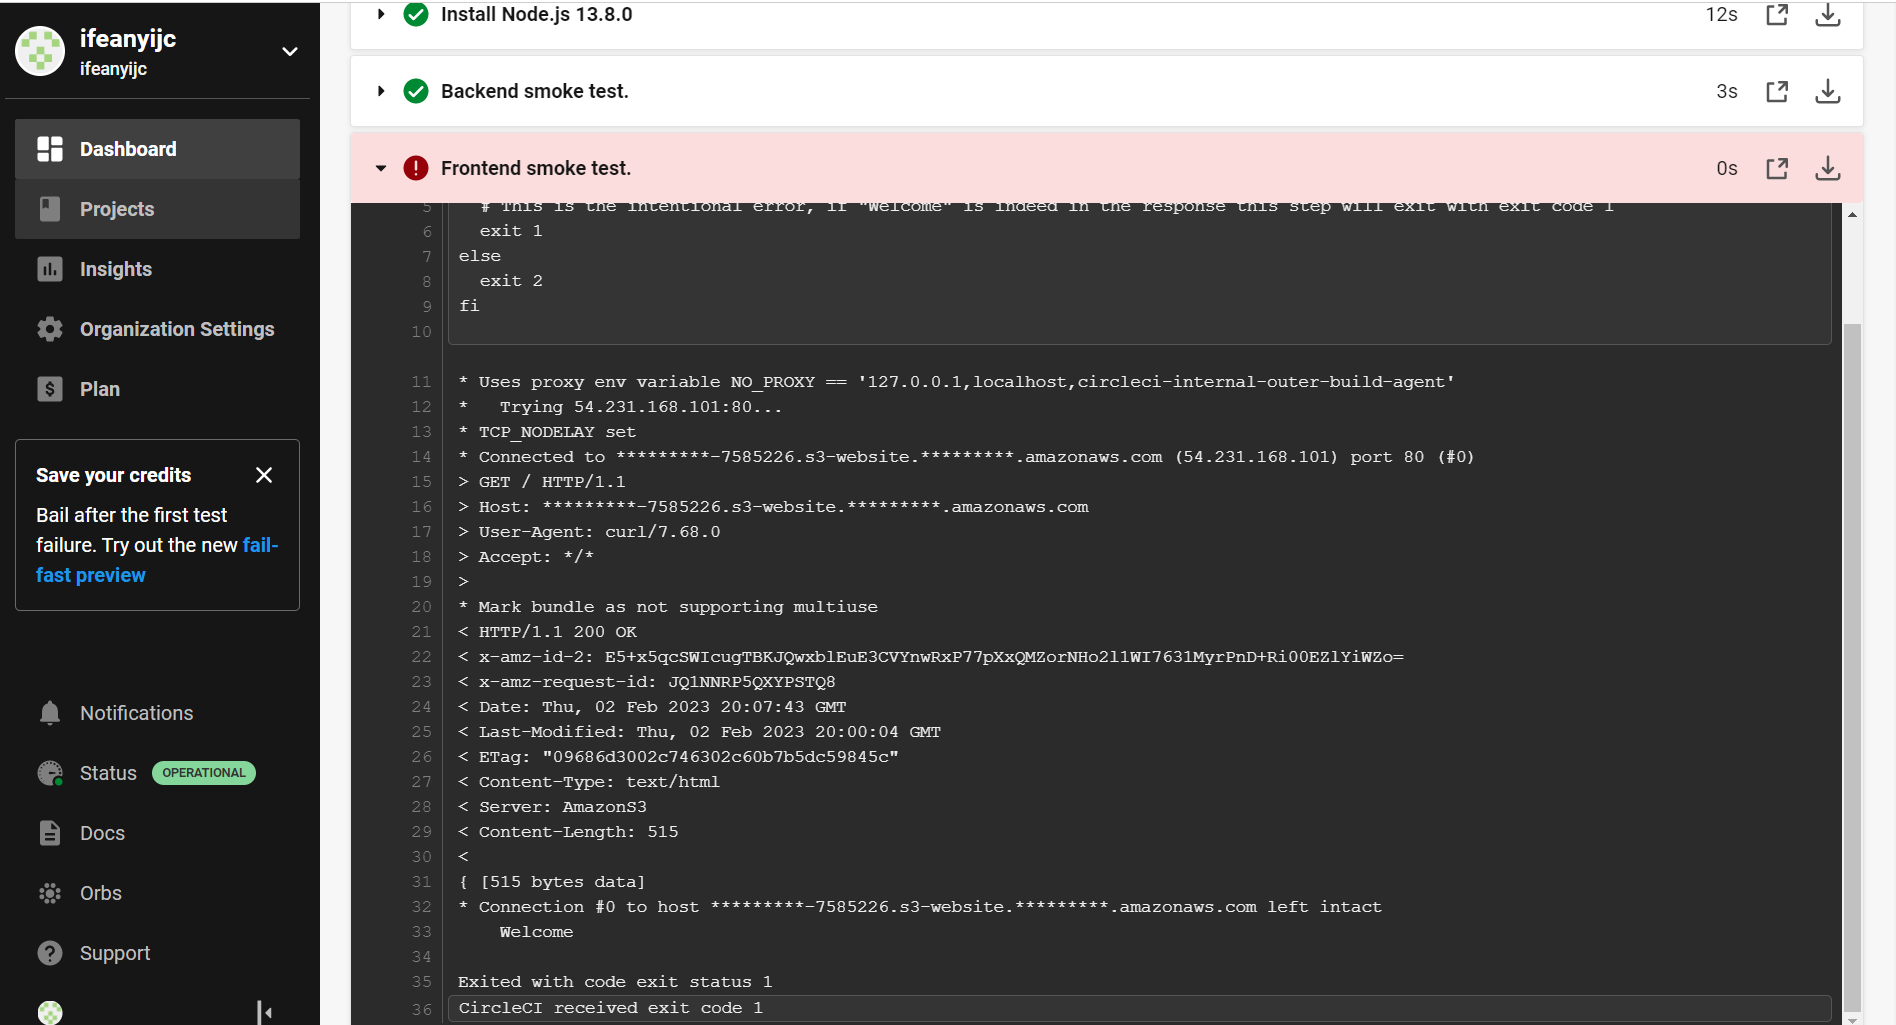 ifeanyijc
ifeanyijc
Dashboard
Projects
Insights
Organization Settings
Plan
Save your credits
Bail after the first test
failure. Try out the new fail-
fast preview
Notifications
Status OPERATIONAL
Docs
Orbs
Support
Install Node.js 13.8.0 12s
Backend smoke test. 3s
Frontend smoke test. 0s
5 # This is the intentional error, if "Welcome" is indeed in the response this step will exit with exit code 1
6 exit 1
7 else
8 exit 2
9 fi
10
11 * Uses proxy env variable NO_PROXY == '127.0.0.1,localhost,circleci-internal-outer-build-agent'
12 * Trying 54.231.168.101:80...
13 * TCP_NODELAY set
14 * Connected to *********-7585226.s3-website.*********.amazonaws.com (54.231.168.101) port 80 (#0)
15 > GET / HTTP/1.1
16 > Host: *********-7585226.s3-website.*********.amazonaws.com
17 > User-Agent: curl/7.68.0
18 > Accept: */*
19 >
20 * Mark bundle as not supporting multiuse
21 < HTTP/1.1 200 OK
22 < x-amz-id-2: E5+x5qcSWIcugTBKJQwxblEuE3CVYnwRxP77pXxQMZorNHo2l1WI7631MyrPnD+Ri00EZlYiWZo=
23 < x-amz-request-id: JQ1NNRP5QXYPSTQ8
24 < Date: Thu, 02 Feb 2023 20:07:43 GMT
25 < Last-Modified: Thu, 02 Feb 2023 20:00:04 GMT
26 < ETag: "09686d3002c746302c60b7b5dc59845c"
27 < Content-Type: text/html
28 < Server: AmazonS3
29 < Content-Length: 515
30 <
31 { [515 bytes data]
32 * Connection #0 to host *********-7585226.s3-website.*********.amazonaws.com left intact
33 Welcome
34
35 Exited with code exit status 1
36 CircleCI received exit code 1